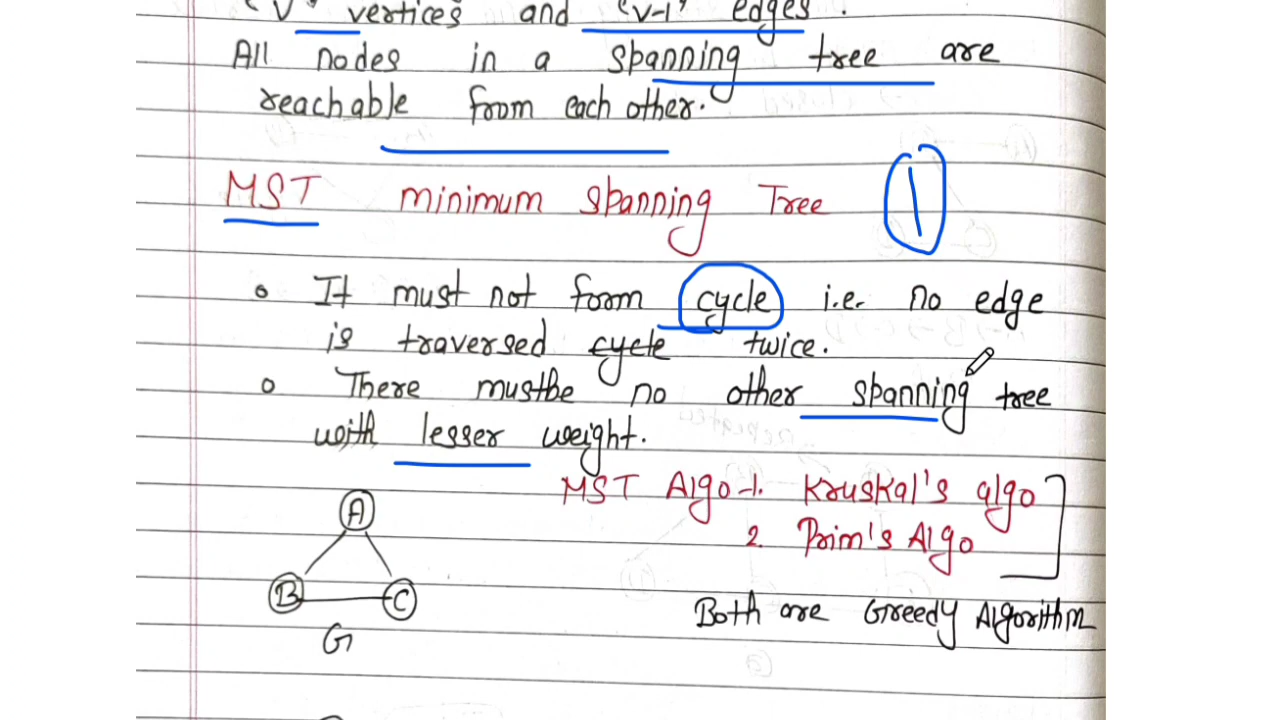 "V" vertices and "V-1" edges.
All nodes in a spanning tree are
reachable from each other.
MST minimum spanning Tree 1
It must not form cycle i.e. no edge
is traversed cycle twice.
There mustbe no other spanning tree
with lesser weight.
MST Algo-1. Kruskal's algo
2. Prim's Algo
A
B C
G
Both are Greedy Algorithm